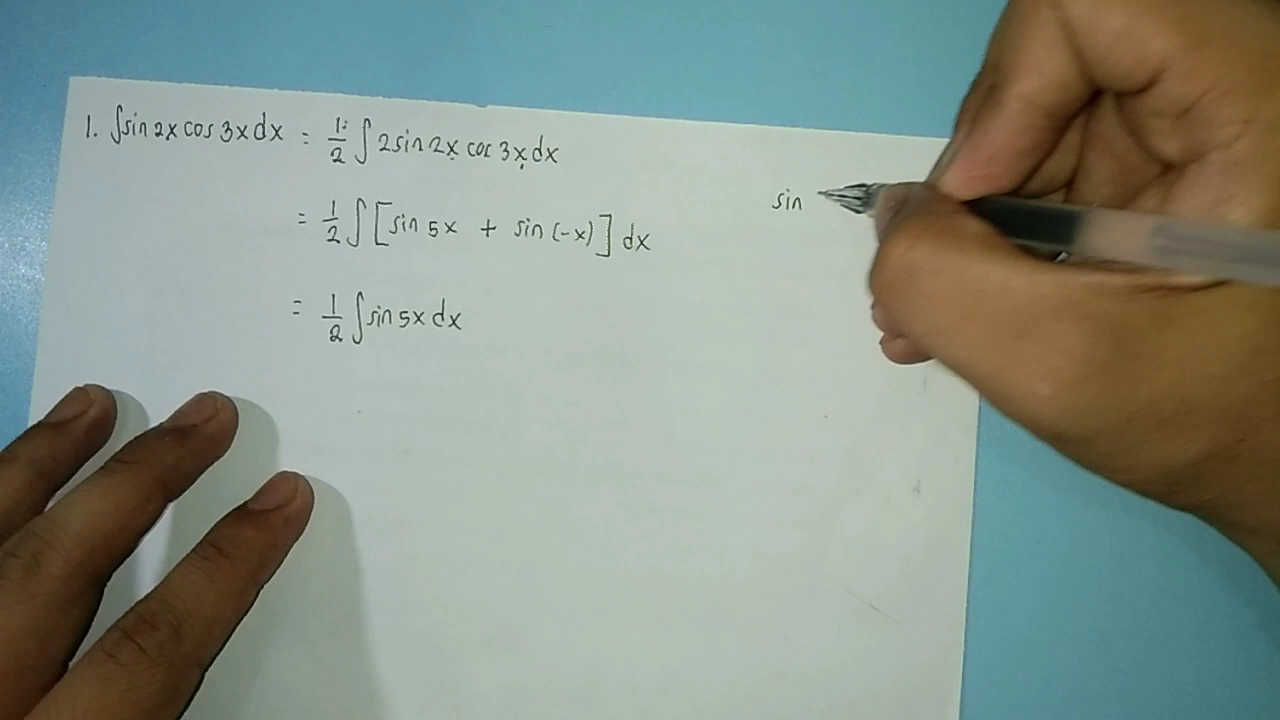 1. ∫sin 2x cos 3x dx = 1/2 ∫ 2sin 2x cos 3x dx
= 1/2 ∫ [sin 5x + sin (-x)] dx
sin
= 1/2 ∫ sin 5x dx